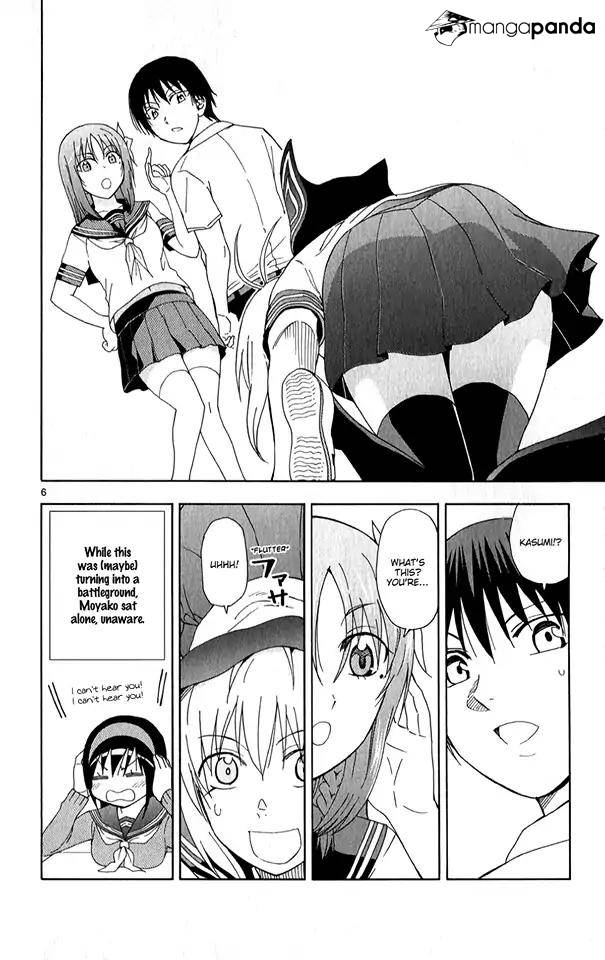 mangapanda
KASUMI!?
WHAT'S
THIS?
YOU'RE...
"FLUTTER"
ファサ
UHHH!
While this
was (maybe)
turning into a
battleground,
Moyako sat
alone, unaware.
I can't hear you!
I can't hear you!
6